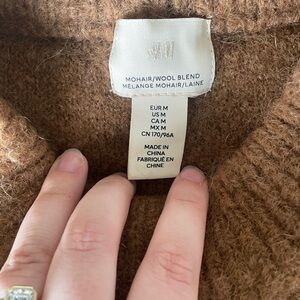 H&M
MOHAIR/WOOL BLEND
MÉLANGE MOHAIR/LAINE
EUR M
US M
CA M
MX M
CN 170/96A
MADE IN
CHINA
FABRIQUÉ EN
CHINE